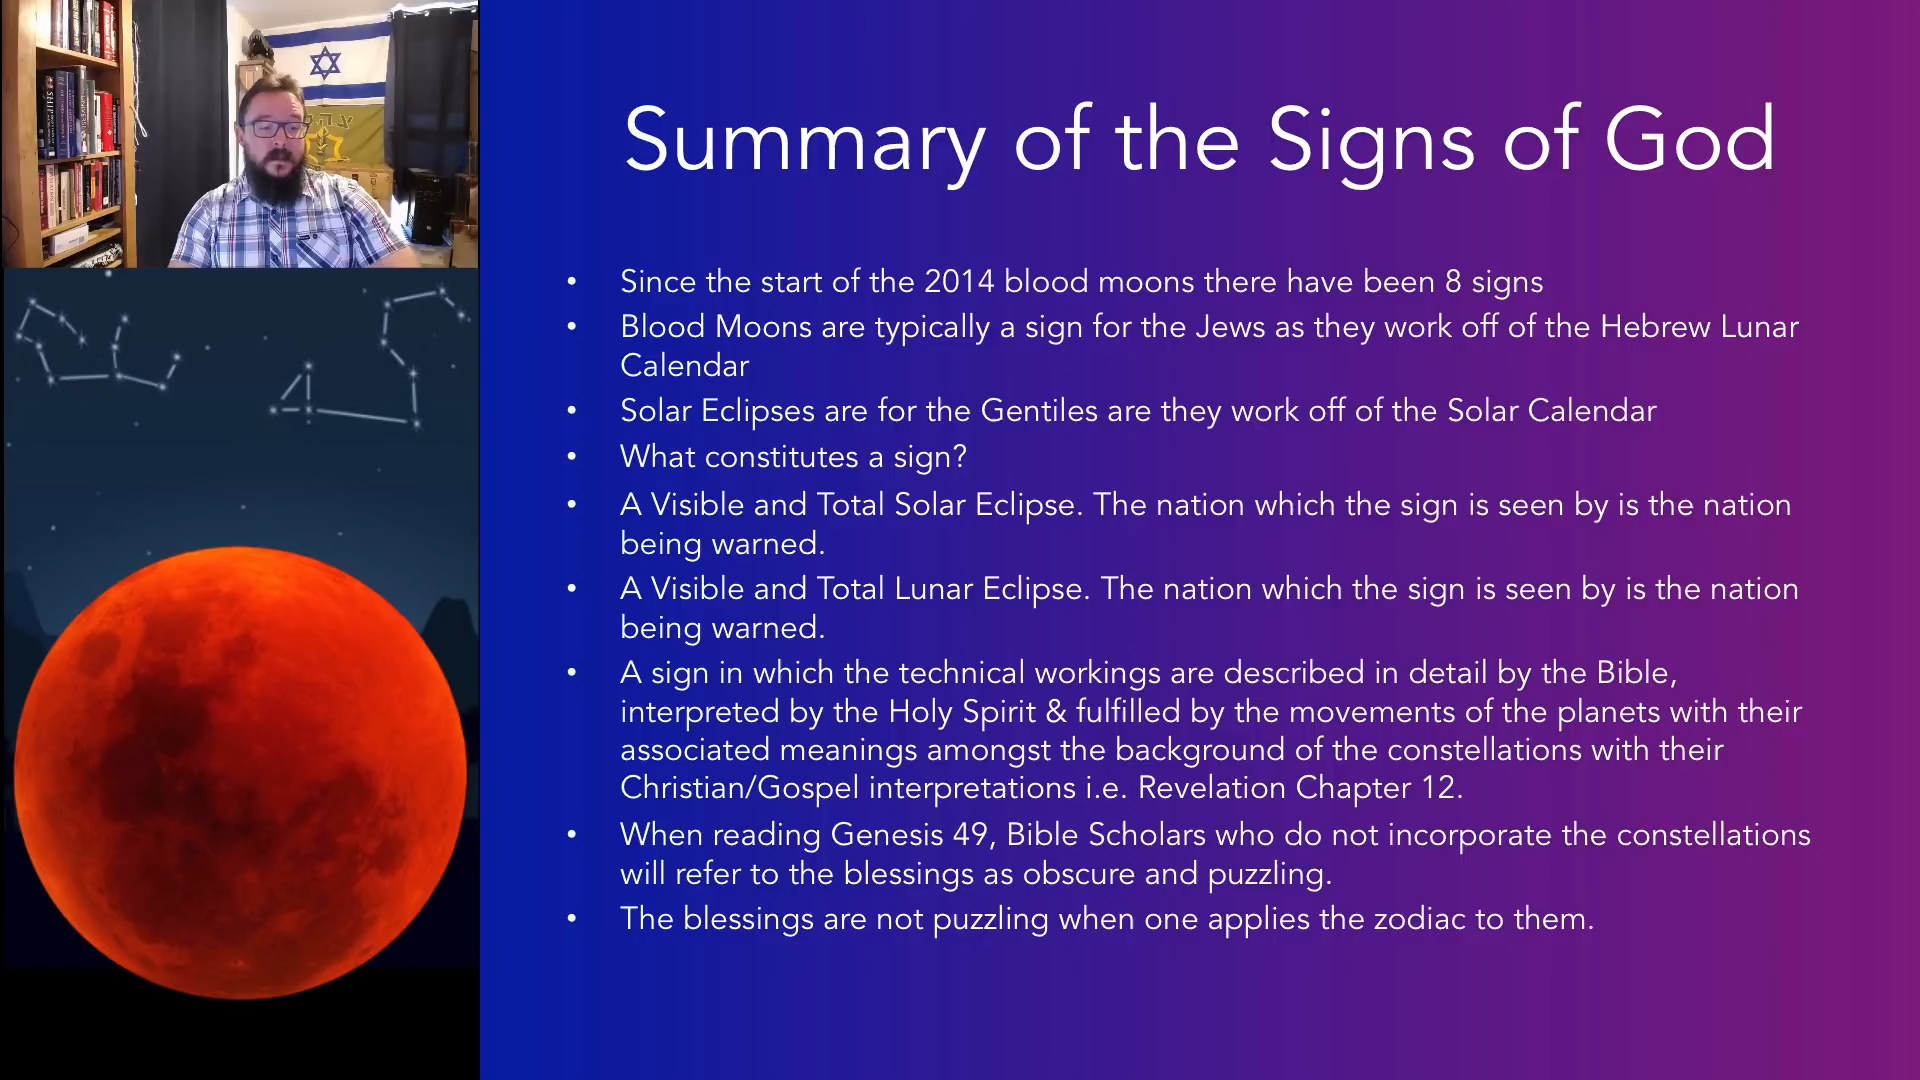 Summary of the Signs of God
• Since the start of the 2014 blood moons there have been 8 signs
• Blood Moons are typically a sign for the Jews as they work off of the Hebrew Lunar
Calendar
• Solar Eclipses are for the Gentiles are they work off of the Solar Calendar
• What constitutes a sign?
• A Visible and Total Solar Eclipse. The nation which the sign is seen by is the nation
being warned.
• A Visible and Total Lunar Eclipse. The nation which the sign is seen by is the nation
being warned.
• A sign in which the technical workings are described in detail by the Bible,
interpreted by the Holy Spirit & fulfilled by the movements of the planets with their
associated meanings amongst the background of the constellations with their
Christian/Gospel interpretations i.e. Revelation Chapter 12.
• When reading Genesis 49, Bible Scholars who do not incorporate the constellations
will refer to the blessings as obscure and puzzling.
• The blessings are not puzzling when one applies the zodiac to them.